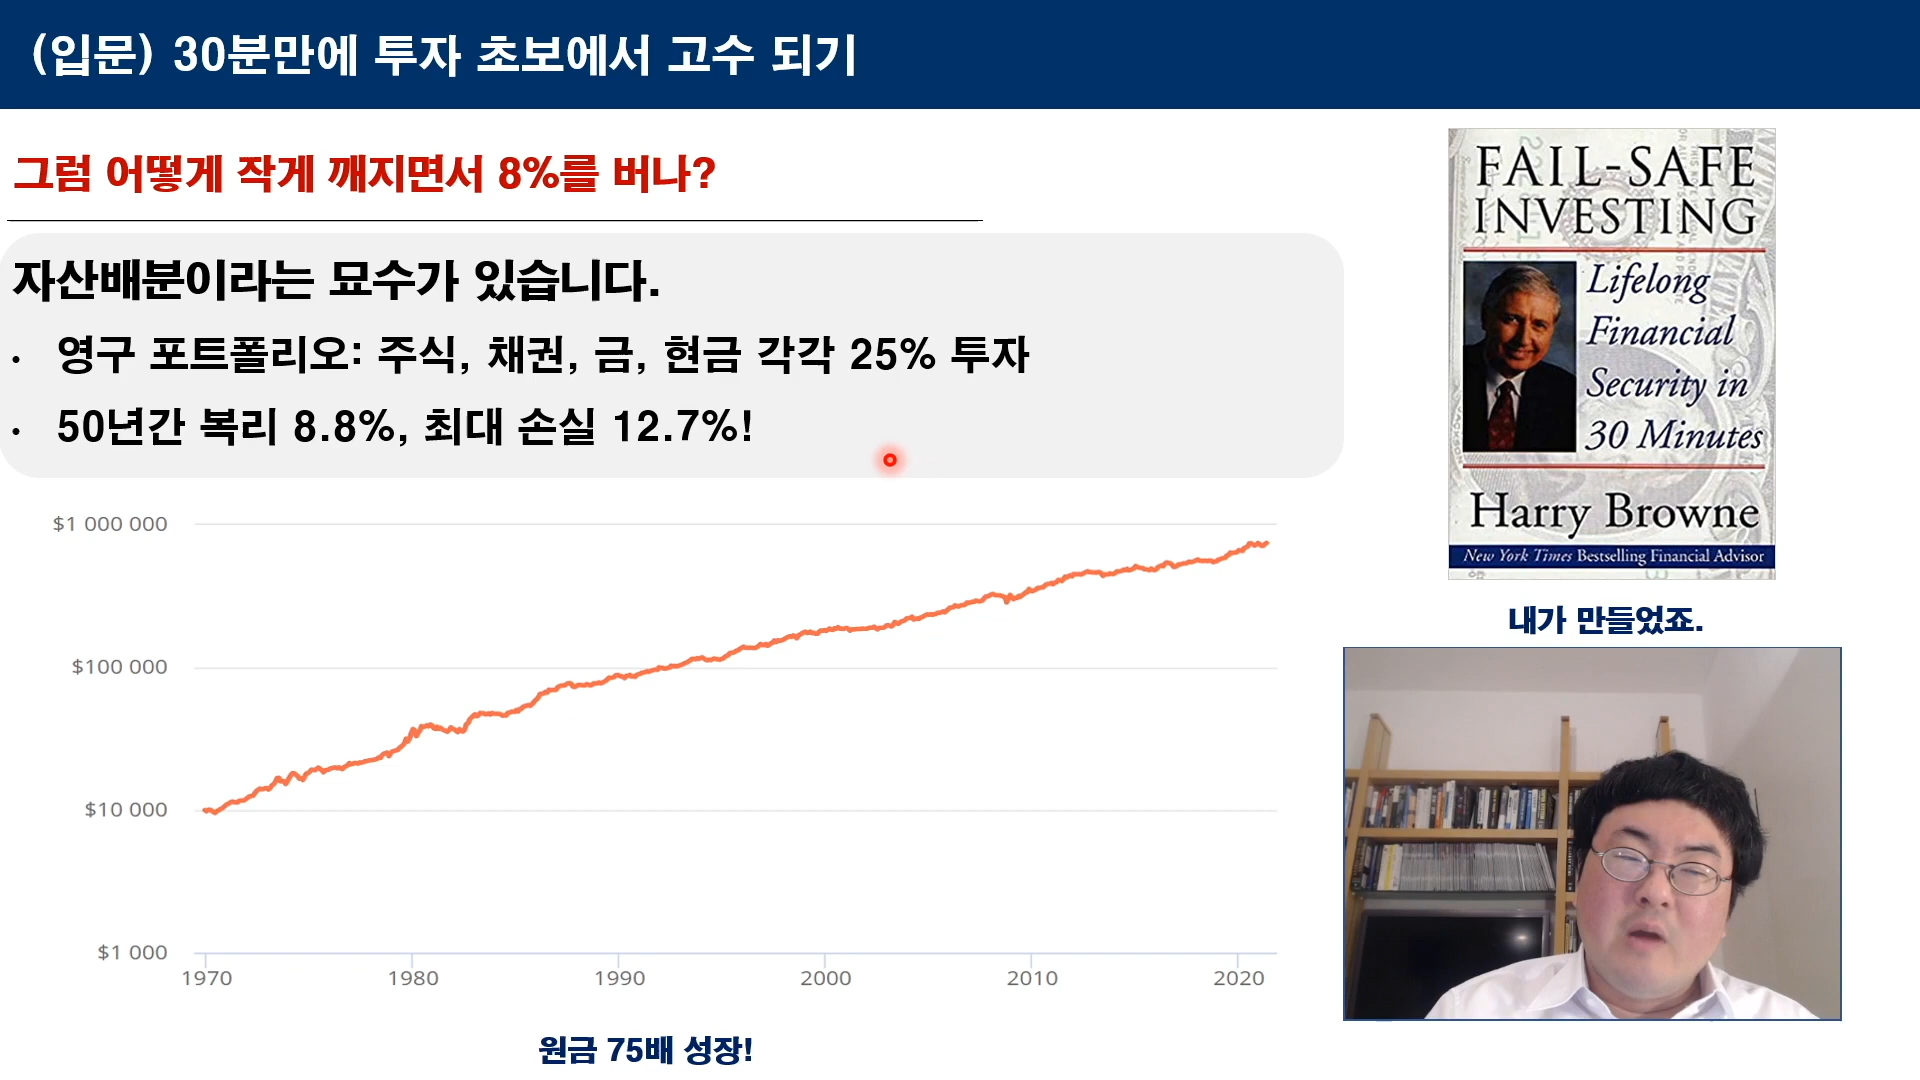 (입문) 30분만에 투자 초보에서 고수 되기
그럼 어떻게 작게 깨지면서 8%를 버나?
자산배분이라는 묘수가 있습니다.
• 영구 포트폴리오: 주식, 채권, 금, 현금 각각 25% 투자
• 50년간 복리 8.8%, 최대 손실 12.7%!
$1 000 000
$100 000
$10 000
$1 000
1970 1980 1990 2000 2010 2020
원금 75배 성장!
FAIL-SAFE
INVESTING
Lifelong
Financial
Security in
30 Minutes
Harry Browne
New York Times Bestselling Financial Advisor
내가 만들었죠.